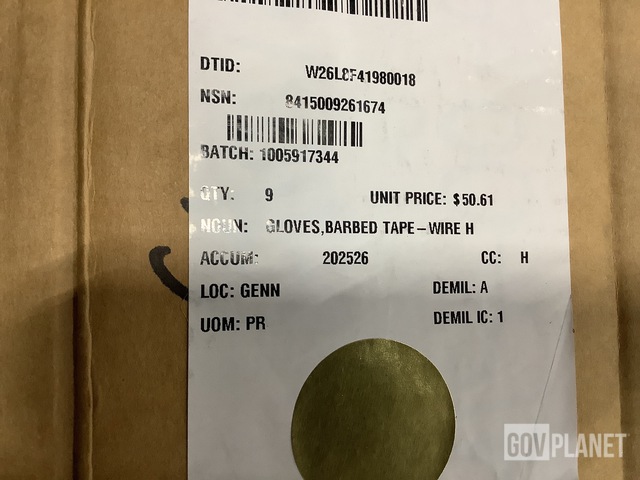 DTID: W26L8F41980018
NSN: 8415009261674
BATCH: 1005917344
QTY: 9 UNIT PRICE: $50.61
NOUN: GLOVES,BARBED TAPE–WIRE H
ACCUM: 202526 CC: H
LOC: GENN DEMIL: A
UOM: PR DEMIL IC: 1
GOVPLANET